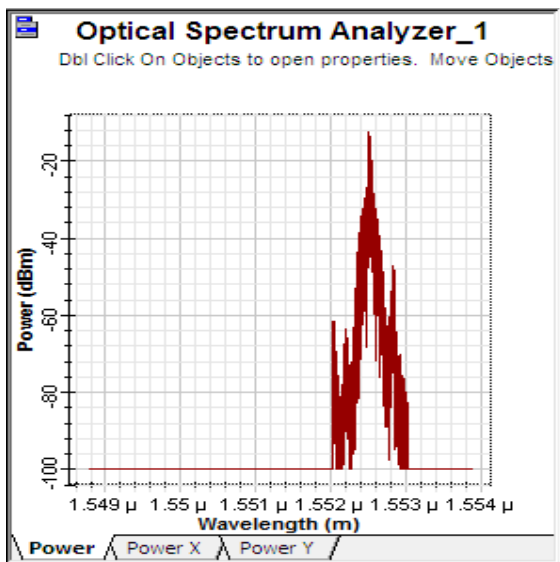 Optical Spectrum Analyzer_1
Dbl Click On Objects to open properties. Move Objects
Power (dBm)
-20
-40
-60
-80
-100
1.549 µ 1.55 µ 1.551 µ 1.552 µ 1.553 µ 1.554 µ
Wavelength (m)
Power Power X Power Y